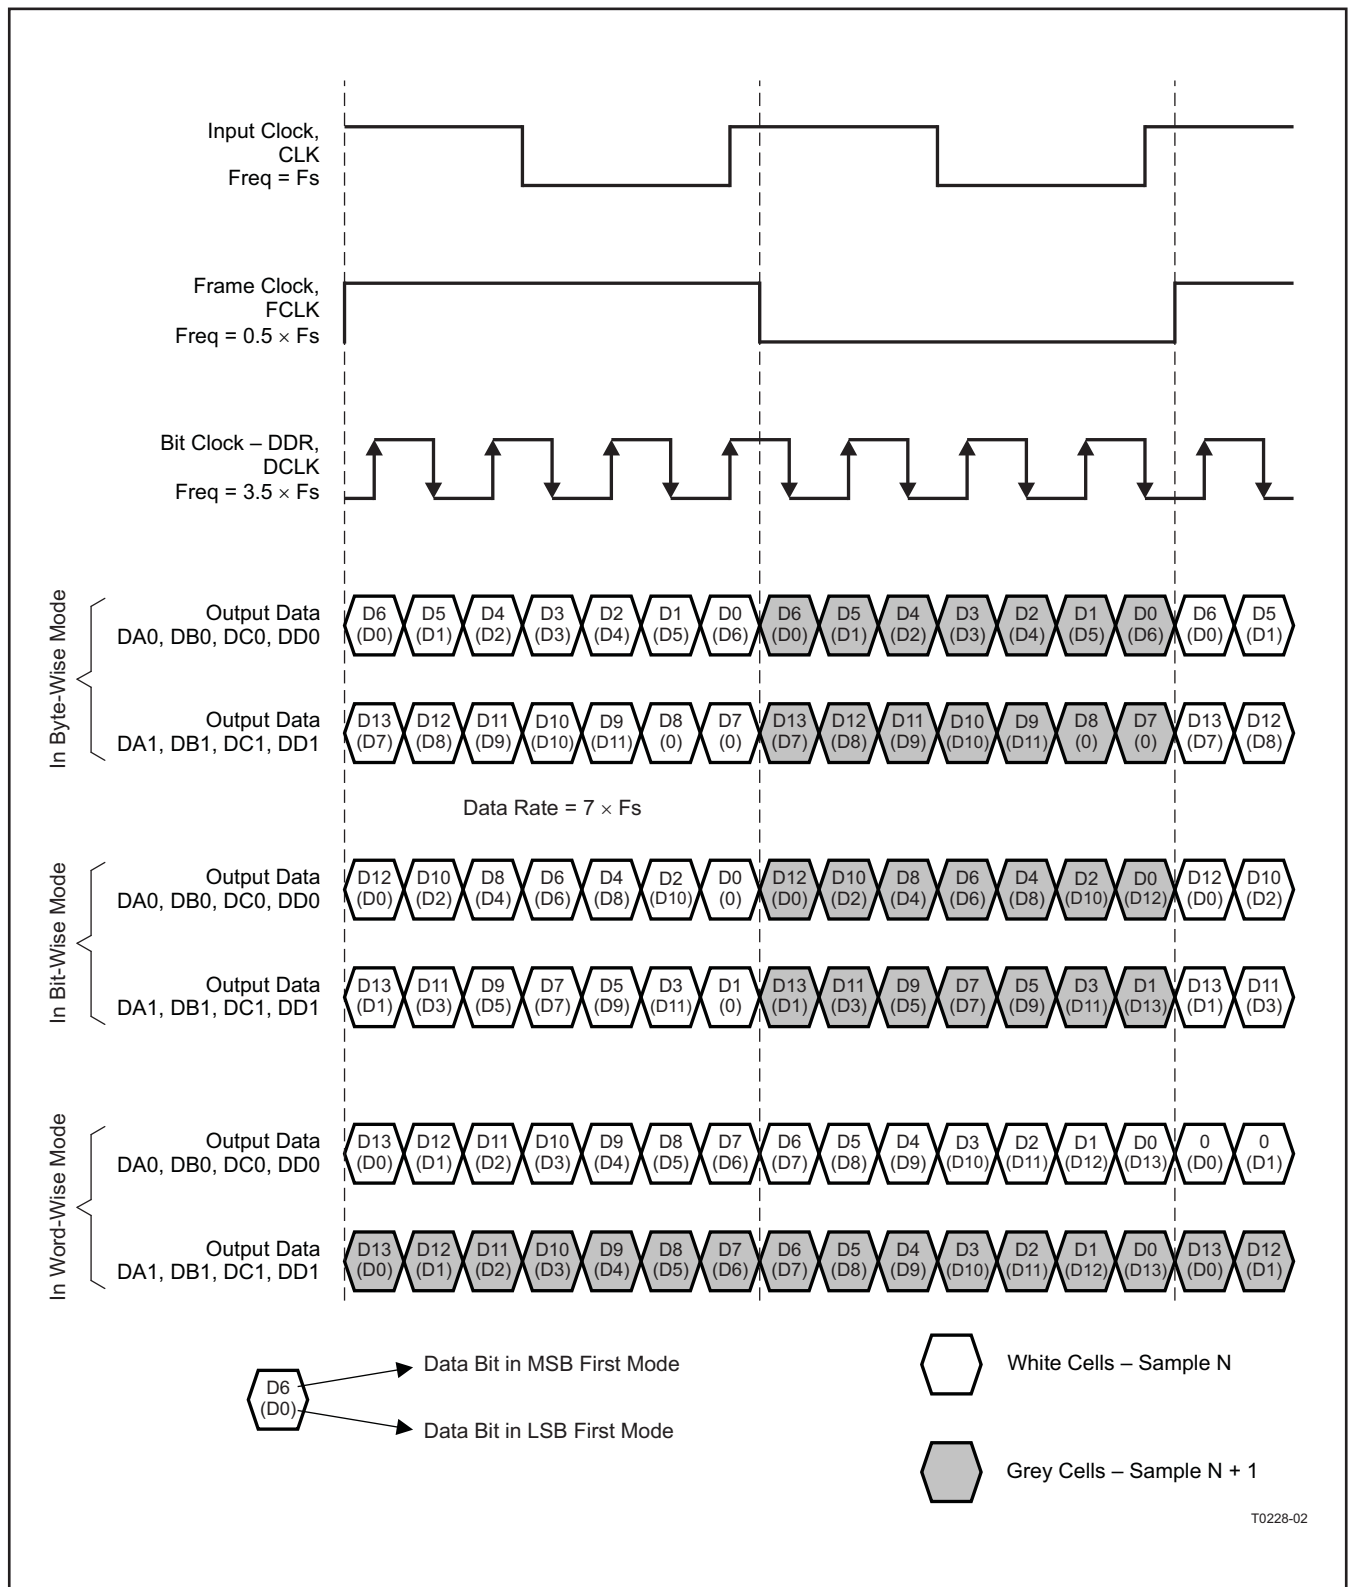 Input Clock,
CLK
Freq = Fs
Frame Clock,
FCLK
Freq = 0.5 × Fs
Bit Clock – DDR,
DCLK
Freq = 3.5 × Fs
In Byte-Wise Mode
Output Data
DA0, DB0, DC0, DD0
D6 D5 D4 D3 D2 D1 D0 D6 D5 D4 D3 D2 D1 D0 D6 D5
(D0) (D1) (D2) (D3) (D4) (D5) (D6) (D0) (D1) (D2) (D3) (D4) (D5) (D6) (D0) (D1)
Output Data
DA1, DB1, DC1, DD1
D13 D12 D11 D10 D9 D8 D7 D13 D12 D11 D10 D9 D8 D7 D13 D12
(D7) (D8) (D9) (D10) (D11) (0) (0) (D7) (D8) (D9) (D10) (D11) (0) (0) (D7) (D8)
Data Rate = 7 × Fs
In Bit-Wise Mode
Output Data
DA0, DB0, DC0, DD0
D12 D10 D8 D6 D4 D2 D0 D12 D10 D8 D6 D4 D2 D0 D12 D10
(D0) (D2) (D4) (D6) (D8) (D10) (0) (D0) (D2) (D4) (D6) (D8) (D10) (D12) (D0) (D2)
Output Data
DA1, DB1, DC1, DD1
D13 D11 D9 D7 D5 D3 D1 D13 D11 D9 D7 D5 D3 D1 D13 D11
(D1) (D3) (D5) (D7) (D9) (D11) (0) (D1) (D3) (D5) (D7) (D9) (D11) (D13) (D1) (D3)
In Word-Wise Mode
Output Data
DA0, DB0, DC0, DD0
D13 D12 D11 D10 D9 D8 D7 D6 D5 D4 D3 D2 D1 D0 0 0
(D0) (D1) (D2) (D3) (D4) (D5) (D6) (D7) (D8) (D9) (D10) (D11) (D12) (D13) (D0) (D1)
Output Data
DA1, DB1, DC1, DD1
D13 D12 D11 D10 D9 D8 D7 D6 D5 D4 D3 D2 D1 D0 D13 D12
(D0) (D1) (D2) (D3) (D4) (D5) (D6) (D7) (D8) (D9) (D10) (D11) (D12) (D13) (D0) (D1)
D6
(D0)
Data Bit in MSB First Mode
Data Bit in LSB First Mode
White Cells – Sample N
Grey Cells – Sample N + 1
T0228-02